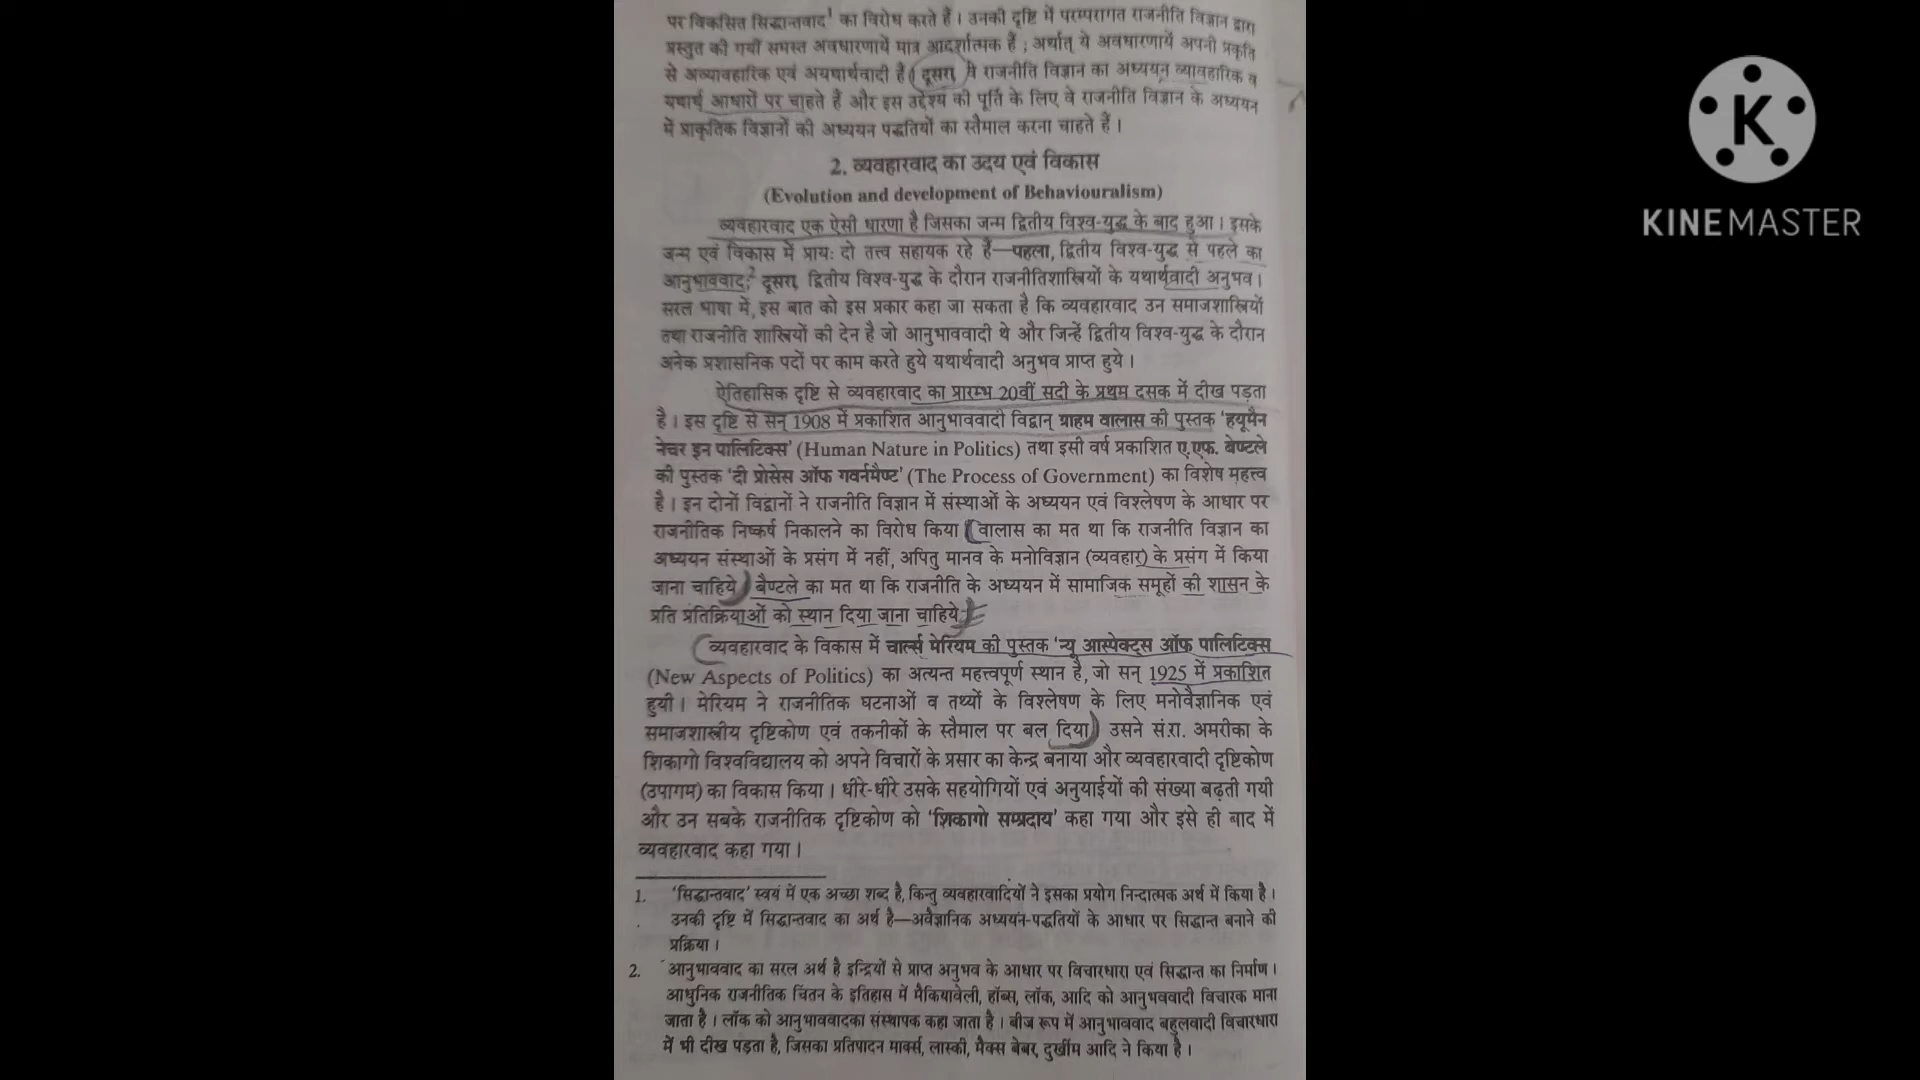 पर विकसित सिद्धान्तवाद¹ का विरोध करते हैं। उनकी दृष्टि में परम्परागत राजनीति विज्ञान द्वारा
प्रस्तुत की गयीं समस्त अवधारणायें मात्र आदर्शात्मक हैं ; अर्थात् ये अवधारणायें अपनी प्रकृति
से अव्यावहारिक एवं अयथार्थवादी हैं। दूसरा, वे राजनीति विज्ञान का अध्ययन व्यावहारिक व
यथार्थ आधारों पर चाहते हैं और इस उद्देश्य की पूर्ति के लिए वे राजनीति विज्ञान के अध्ययन
में प्राकृतिक विज्ञानों की अध्ययन पद्धतियों का स्तैमाल करना चाहते हैं।
2. व्यवहारवाद का उदय एवं विकास
(Evolution and development of Behaviouralism)
व्यवहारवाद एक ऐसी धारणा है जिसका जन्म द्वितीय विश्व-युद्ध के बाद हुआ। इसके
जन्म एवं विकास में प्रायः दो तत्त्व सहायक रहे हैं—पहला, द्वितीय विश्व-युद्ध से पहले का
आनुभाववाद;² दूसरा, द्वितीय विश्व-युद्ध के दौरान राजनीतिशास्त्रियों के यथार्थवादी अनुभव।
सरल भाषा में, इस बात को इस प्रकार कहा जा सकता है कि व्यवहारवाद उन समाजशास्त्रियों
तथा राजनीति शास्त्रियों की देन है जो आनुभाववादी थे और जिन्हें द्वितीय विश्व-युद्ध के दौरान
अनेक प्रशासनिक पदों पर काम करते हुये यथार्थवादी अनुभव प्राप्त हुये।
ऐतिहासिक दृष्टि से व्यवहारवाद का प्रारम्भ 20वीं सदी के प्रथम दसक में दीख पड़ता
है। इस दृष्टि से सन् 1908 में प्रकाशित आनुभाववादी विद्वान् ग्राहम वालास की पुस्तक 'हयूमैन
नेचर इन पालिटिक्स' (Human Nature in Politics) तथा इसी वर्ष प्रकाशित ए.एफ. बेण्टले
की पुस्तक 'दी प्रोसेस ऑफ गवर्नमैण्ट' (The Process of Government) का विशेष महत्त्व
है। इन दोनों विद्वानों ने राजनीति विज्ञान में संस्थाओं के अध्ययन एवं विश्लेषण के आधार पर
राजनीतिक निष्कर्ष निकालने का विरोध किया। वालास का मत था कि राजनीति विज्ञान का
अध्ययन संस्थाओं के प्रसंग में नहीं, अपितु मानव के मनोविज्ञान (व्यवहार) के प्रसंग में किया
जाना चाहिये। बैण्टले का मत था कि राजनीति के अध्ययन में सामाजिक समूहों की शासन के
प्रति प्रतिक्रियाओं को स्थान दिया जाना चाहिये।
व्यवहारवाद के विकास में चार्ल्स मेरियम की पुस्तक 'न्यू आस्पेक्ट्स ऑफ पालिटिक्स
(New Aspects of Politics) का अत्यन्त महत्त्वपूर्ण स्थान है, जो सन् 1925 में प्रकाशित
हुयी। मेरियम ने राजनीतिक घटनाओं व तथ्यों के विश्लेषण के लिए मनोवैज्ञानिक एवं
समाजशास्त्रीय दृष्टिकोण एवं तकनीकों के स्तैमाल पर बल दिया। उसने सं.रा. अमरीका के
शिकागो विश्वविद्यालय को अपने विचारों के प्रसार का केन्द्र बनाया और व्यवहारवादी दृष्टिकोण
(उपागम) का विकास किया। धीरे-धीरे उसके सहयोगियों एवं अनुयाईयों की संख्या बढ़ती गयी
और उन सबके राजनीतिक दृष्टिकोण को 'शिकागो सम्प्रदाय' कहा गया और इसे ही बाद में
व्यवहारवाद कहा गया।
1. 'सिद्धान्तवाद' स्वयं में एक अच्छा शब्द है, किन्तु व्यवहारवादियों ने इसका प्रयोग निन्दात्मक अर्थ में किया है।
उनकी दृष्टि में सिद्धान्तवाद का अर्थ है—अवैज्ञानिक अध्ययन-पद्धतियों के आधार पर सिद्धान्त बनाने की
प्रक्रिया।
2. आनुभाववाद का सरल अर्थ है इन्द्रियों से प्राप्त अनुभव के आधार पर विचारधारा एवं सिद्धान्त का निर्माण।
आधुनिक राजनीतिक चिंतन के इतिहास में मैकियावेली, हॉब्स, लॉक, आदि को आनुभववादी विचारक माना
जाता है। लॉक को आनुभाववादका संस्थापक कहा जाता है। बीज रूप में आनुभाववाद बहुलवादी विचारधारा
में भी दीख पड़ता है, जिसका प्रतिपादन मार्क्स, लास्की, मैक्स बेबर, दुर्खीम आदि ने किया है।
K
KINEMASTER